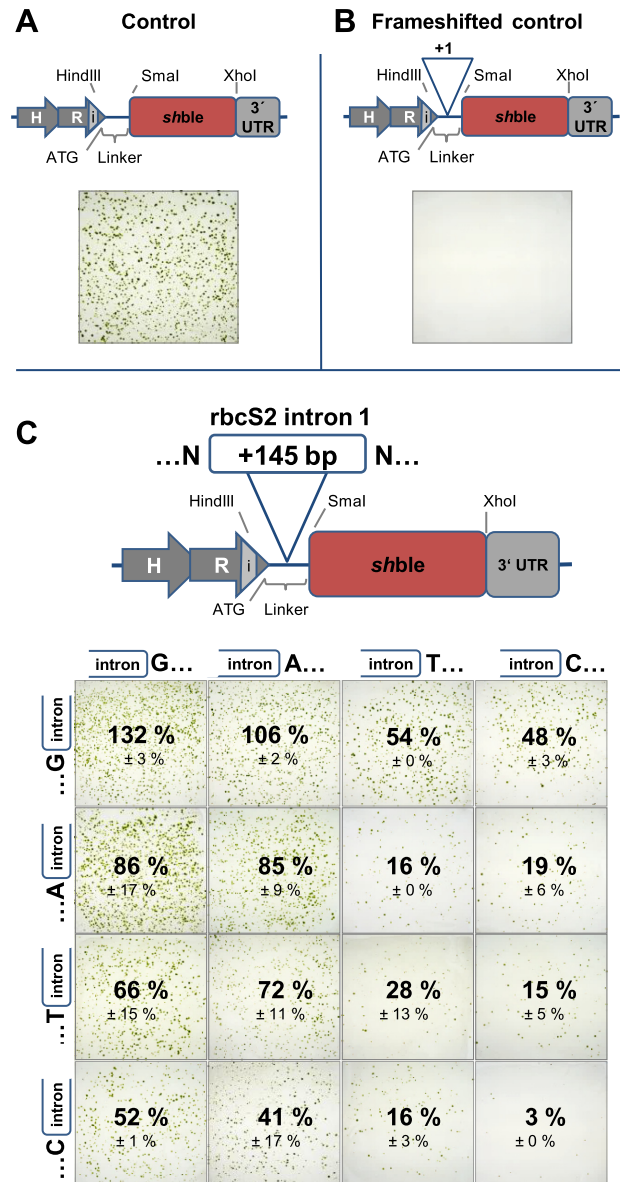 A Control
B Frameshifted control
+1
HindIII SmaI XhoI
H R i shble 3´ UTR
ATG Linker
HindIII SmaI XhoI
H R i shble 3´ UTR
ATG Linker
C
rbcS2 intron 1
…N +145 bp N…
HindIII SmaI XhoI
H R i shble 3‘ UTR
ATG Linker
intron G… intron A… intron T… intron C…
…G intron
132 % 106 % 54 % 48 %
± 3 % ± 2 % ± 0 % ± 3 %
…A intron
86 % 85 % 16 % 19 %
± 17 % ± 9 % ± 0 % ± 6 %
…T intron
66 % 72 % 28 % 15 %
± 15 % ± 11 % ± 13 % ± 5 %
…C intron
52 % 41 % 16 % 3 %
± 1 % ± 17 % ± 3 % ± 0 %